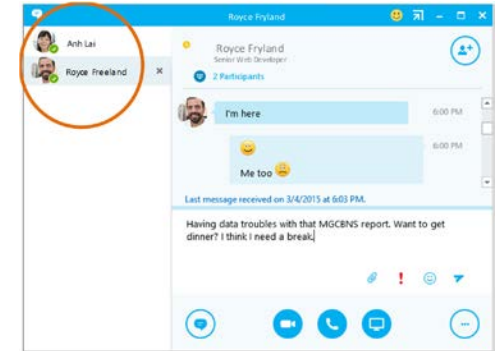 Royce Fryland
Anh Lai
Royce Freeland
Royce Fryland
Senior Web Developer
2 Participants
I'm here
6:00 PM
6:00 PM
Me too
Last message received on 3/4/2015 at 6:03 PM.
Having data troubles with that MGCBNS report. Want to get
dinner? I think I need a break.